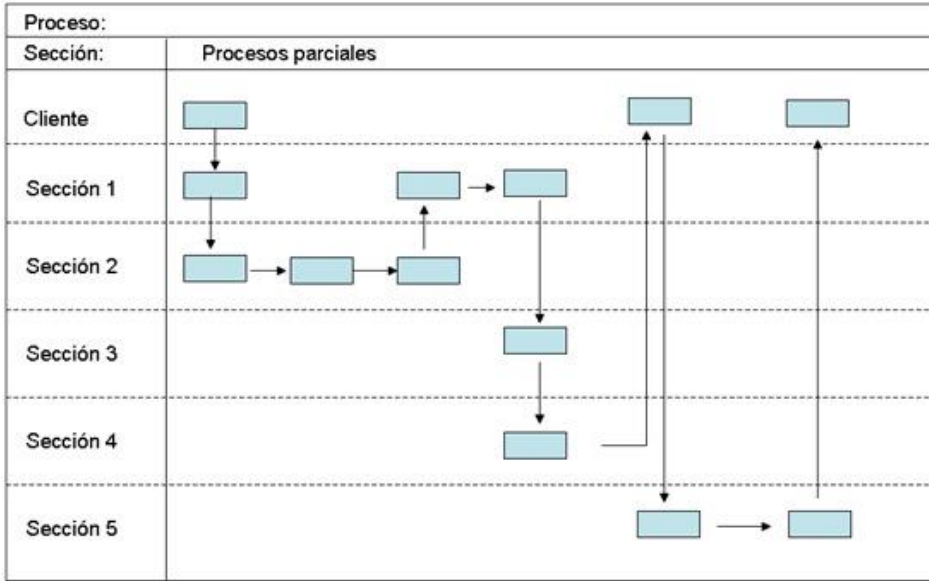 Proceso:
Sección:
Procesos parciales
Cliente
Sección 1
Sección 2
Sección 3
Sección 4
Sección 5